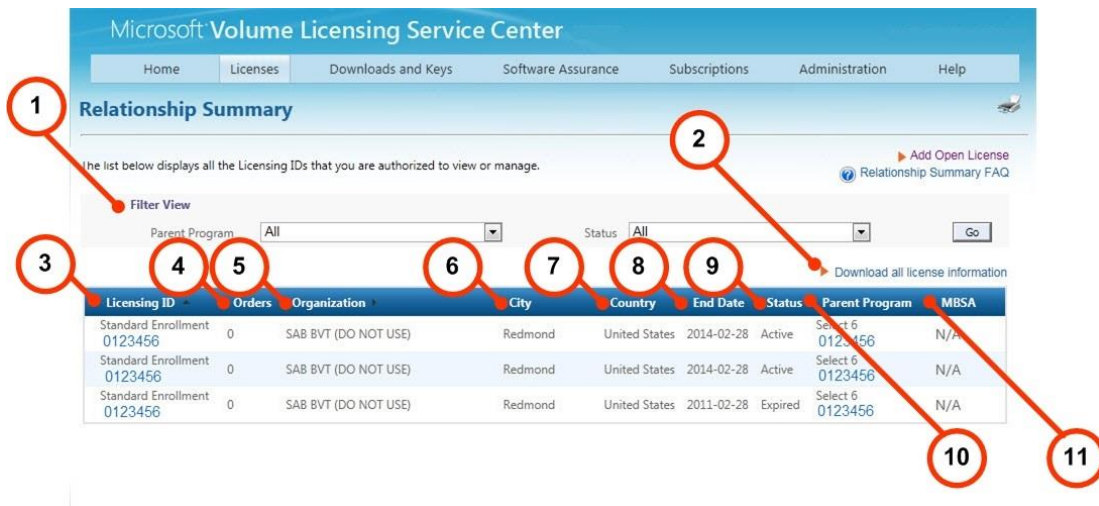 Microsoft Volume Licensing Service Center
Home Licenses Downloads and Keys Software Assurance Subscriptions Administration Help
1
Relationship Summary
2
The list below displays all the Licensing IDs that you are authorized to view or manage.
Add Open License
Relationship Summary FAQ
Filter View
Parent Program All Status All Go
3 4 5 6 7 8 9
Download all license information
Licensing ID Orders Organization City Country End Date Status Parent Program MBSA
Standard Enrollment Select 6
0123456 0 SAB BVT (DO NOT USE) Redmond United States 2014-02-28 Active 0123456 N/A
Standard Enrollment Select 6
0123456 0 SAB BVT (DO NOT USE) Redmond United States 2014-02-28 Active 0123456 N/A
Standard Enrollment Select 6
0123456 0 SAB BVT (DO NOT USE) Redmond United States 2011-02-28 Expired 0123456 N/A
10 11